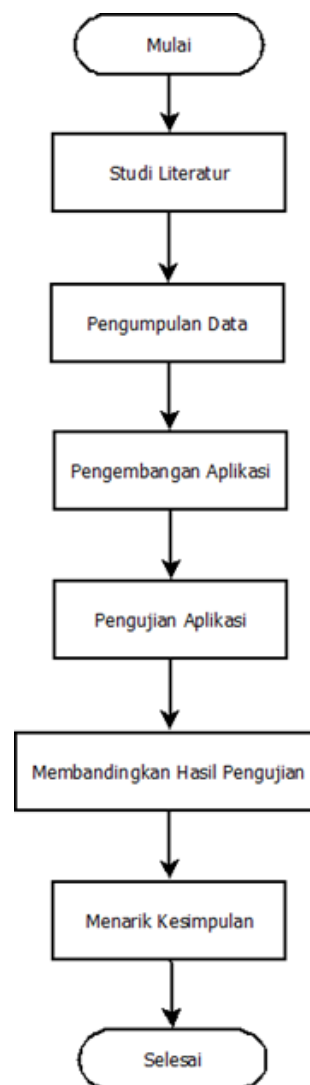 Mulai
Studi Literatur
Pengumpulan Data
Pengembangan Aplikasi
Pengujian Aplikasi
Membandingkan Hasil Pengujian
Menarik Kesimpulan
Selesai